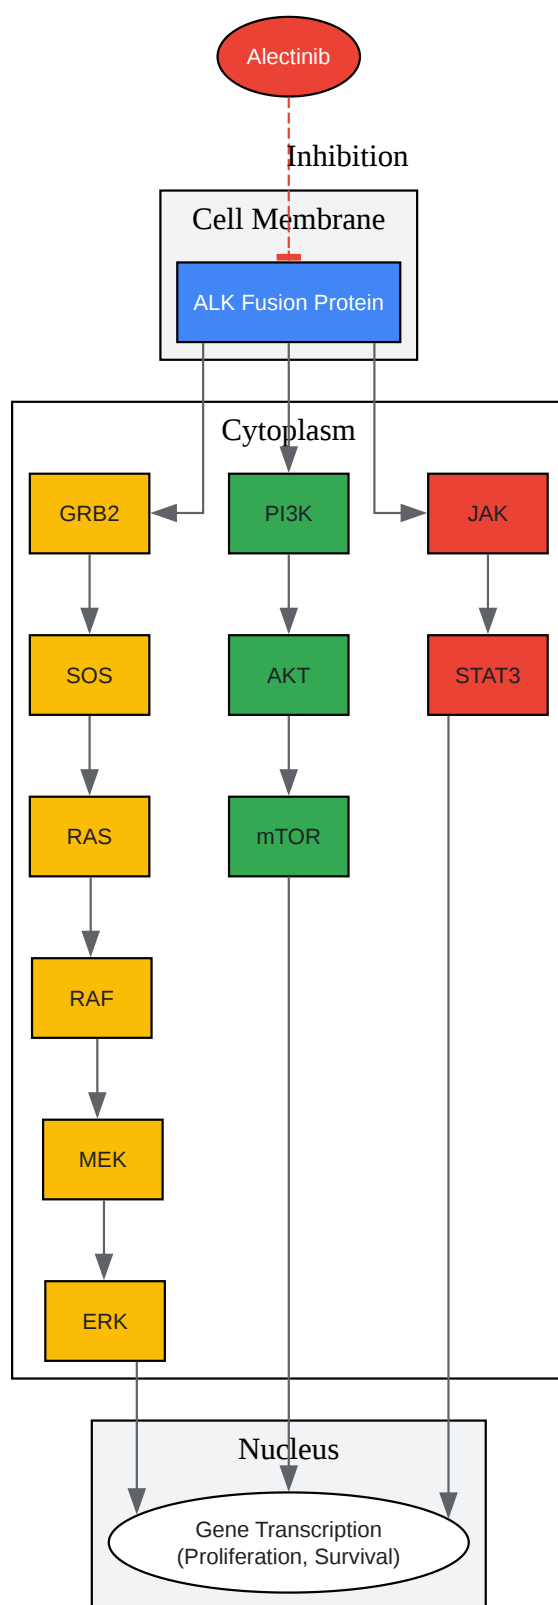 Alectinib
Inhibition
Cell Membrane
ALK Fusion Protein
Cytoplasm
GRB2
PI3K
JAK
SOS
AKT
STAT3
RAS
mTOR
RAF
MEK
ERK
Nucleus
Gene Transcription
(Proliferation, Survival)